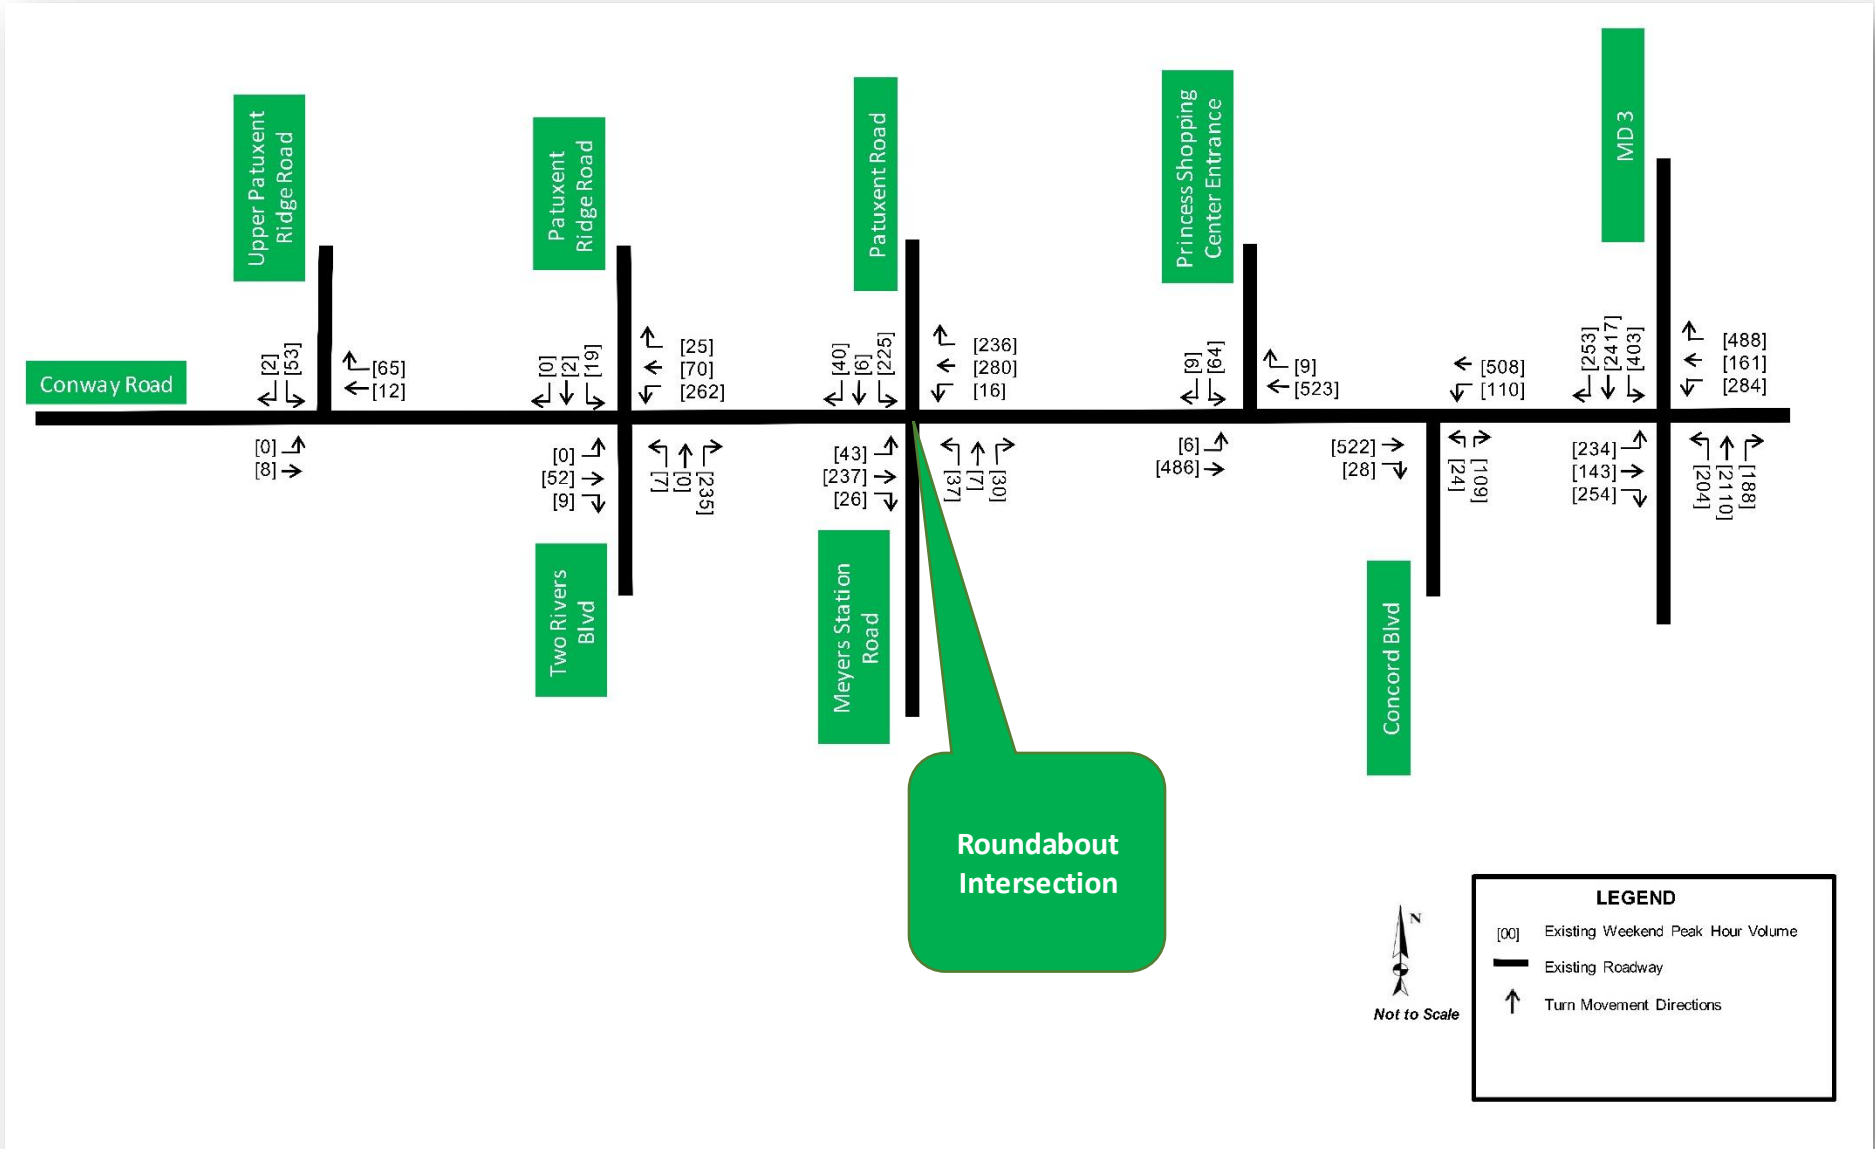 Upper Patuxent
Ridge Road
Patuxent
Ridge Road
Patuxent Road
Princess Shopping
Center Entrance
MD 3
Conway Road
[2]
[53]
[65]
[12]
[0]
[8]
[0]
[2]
[19]
[25]
[70]
[262]
[0]
[52]
[9]
[7]
[0]
[235]
[40]
[6]
[225]
[236]
[280]
[16]
[43]
[237]
[26]
[37]
[7]
[30]
[9]
[64]
[9]
[523]
[6]
[486]
[508]
[110]
[522]
[28]
[24]
[109]
[253]
[2417]
[403]
[488]
[161]
[284]
[234]
[143]
[254]
[204]
[2110]
[188]
Two Rivers
Blvd
Meyers Station
Road
Concord Blvd
Roundabout
Intersection
N
Not to Scale
LEGEND
[00] Existing Weekend Peak Hour Volume
Existing Roadway
Turn Movement Directions